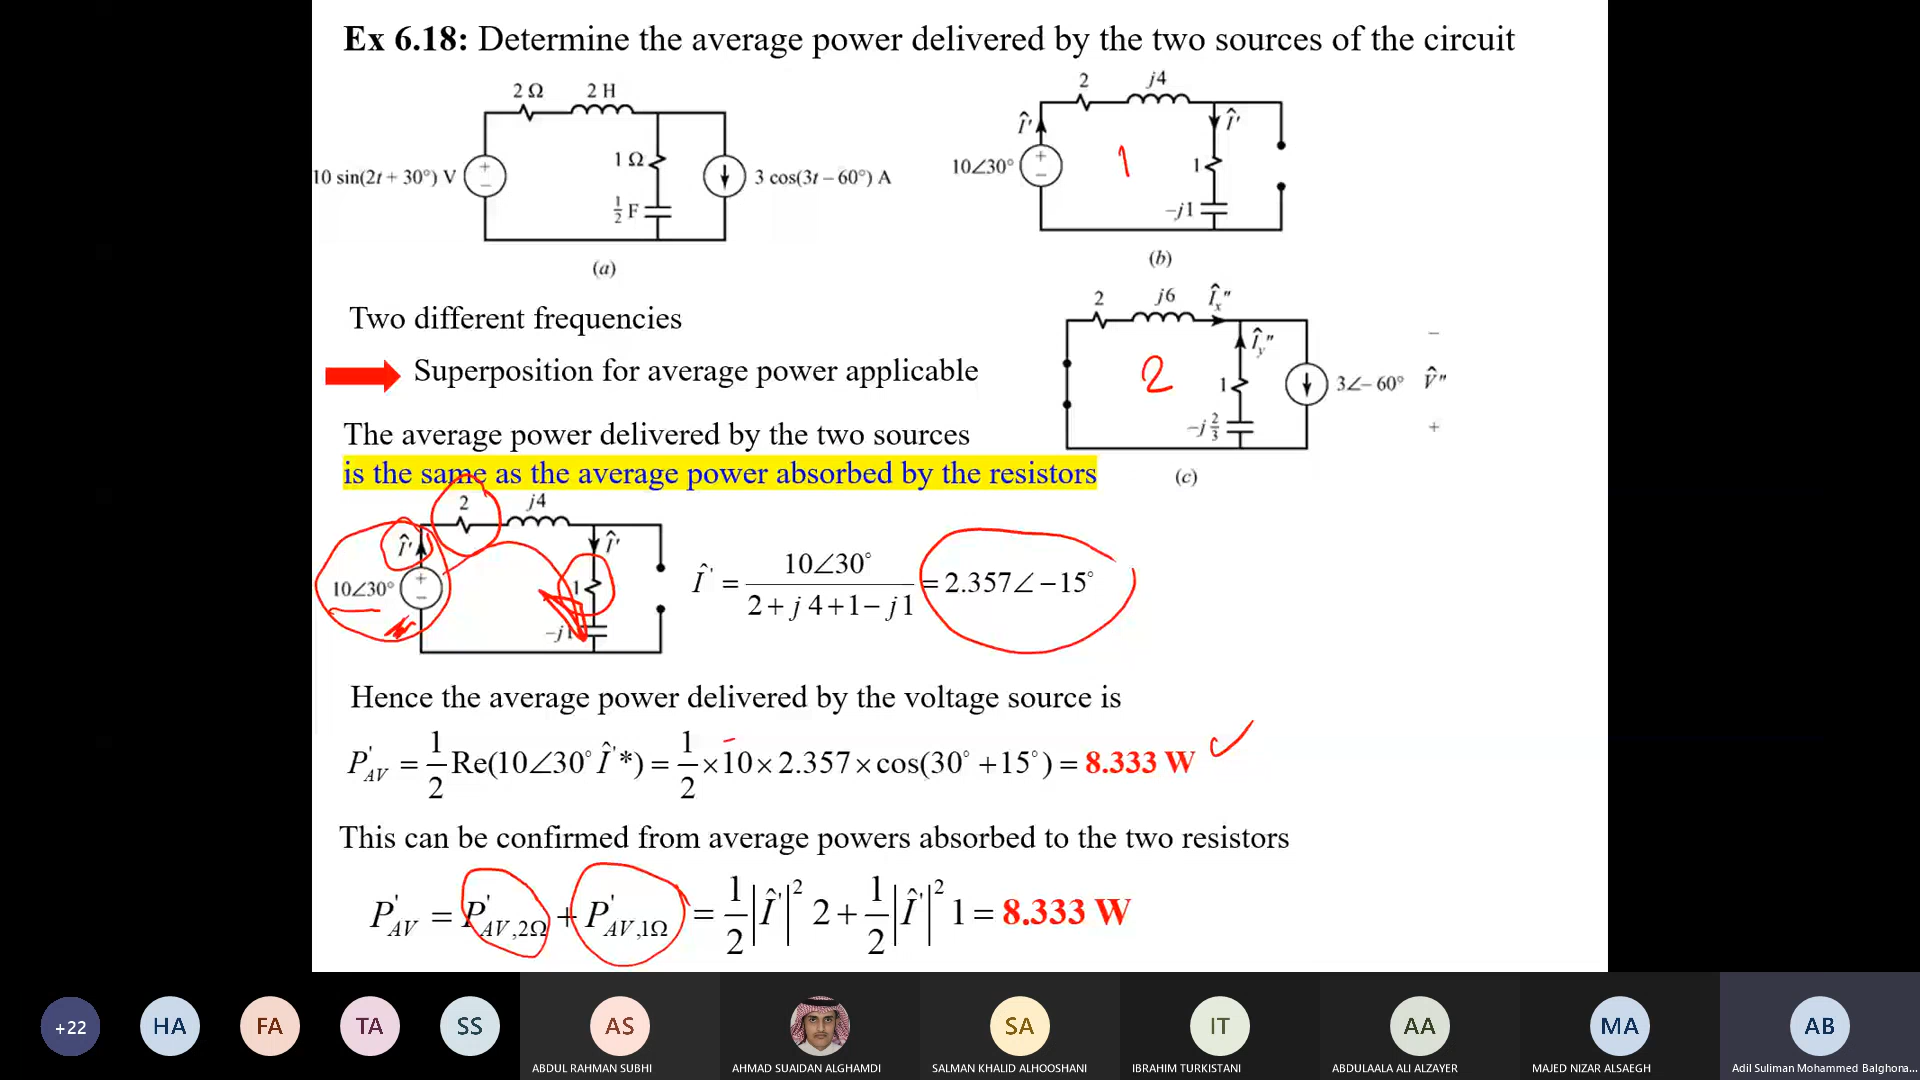 Ex 6.18: Determine the average power delivered by the two sources of the circuit
2 Ω 2 H
1 Ω
10 sin(2t + 30°) V
+
−
3 cos(3t – 60°) A
½ F
(a)
2 j4
Î' Î'
10∠30°
+
−
1
1
−j1
(b)
Two different frequencies
Superposition for average power applicable
2 j6 Îx''
Îy''
2
1
3∠–60°
−
V̂''
+
−j⅔
(c)
The average power delivered by the two sources
is the same as the average power absorbed by the resistors
2 j4
Î' Î'
10∠30°
+
−
1
−j1
Î' = 10∠30° / (2 + j4 + 1 − j1) = 2.357∠−15°
Hence the average power delivered by the voltage source is
P'AV = 1/2 Re(10∠30° Î'*) = 1/2 ×10×2.357×cos(30° +15°) = 8.333 W
This can be confirmed from average powers absorbed to the two resistors
P'AV = P'AV,2Ω + P'AV,1Ω = 1/2 |Î'|² 2 + 1/2 |Î'|² 1 = 8.333 W
+22 HA FA TA SS AS SA IT AA MA AB
ABDUL RAHMAN SUBHI AHMAD SUAIDAN ALGHAMDI SALMAN KHALID ALHOOSHANI IBRAHIM TURKISTANI ABDULAALA ALI ALZAYER MAJED NIZAR ALSAEGH Adil Suliman Mohammed Balghona...